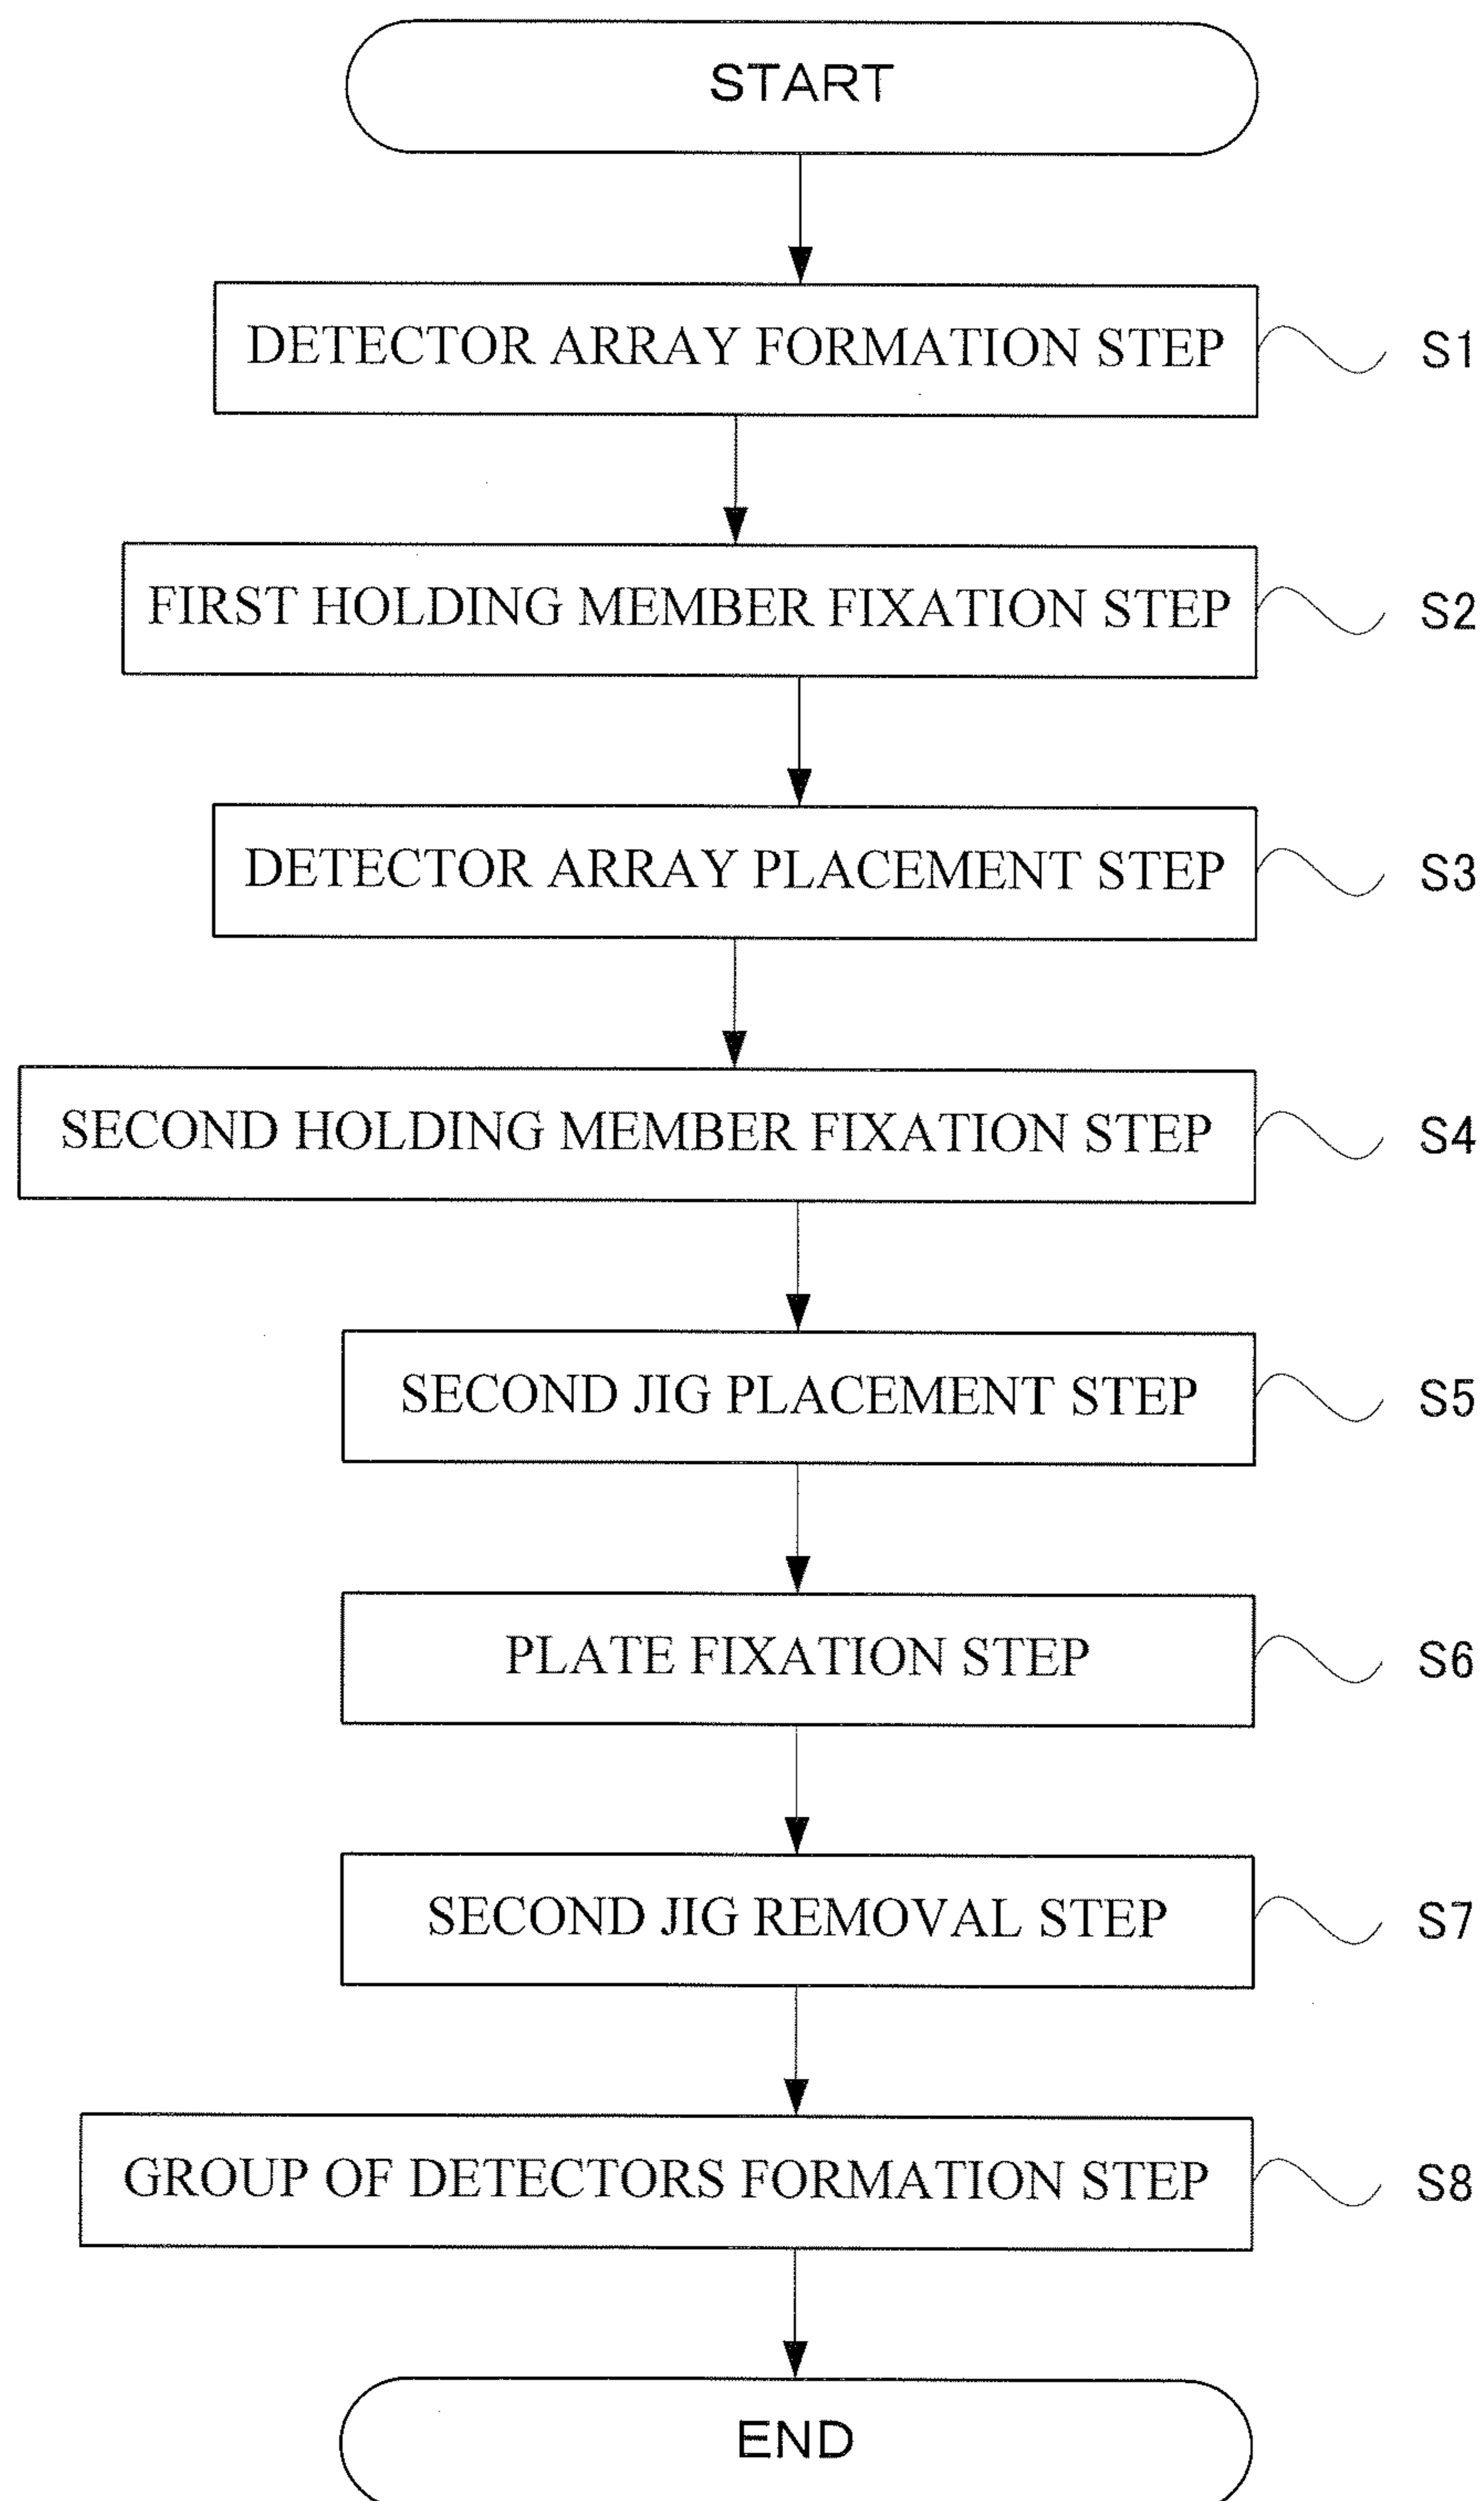 START
DETECTOR ARRAY FORMATION STEP S1
FIRST HOLDING MEMBER FIXATION STEP S2
DETECTOR ARRAY PLACEMENT STEP S3
SECOND HOLDING MEMBER FIXATION STEP S4
SECOND JIG PLACEMENT STEP S5
PLATE FIXATION STEP S6
SECOND JIG REMOVAL STEP S7
GROUP OF DETECTORS FORMATION STEP S8
END